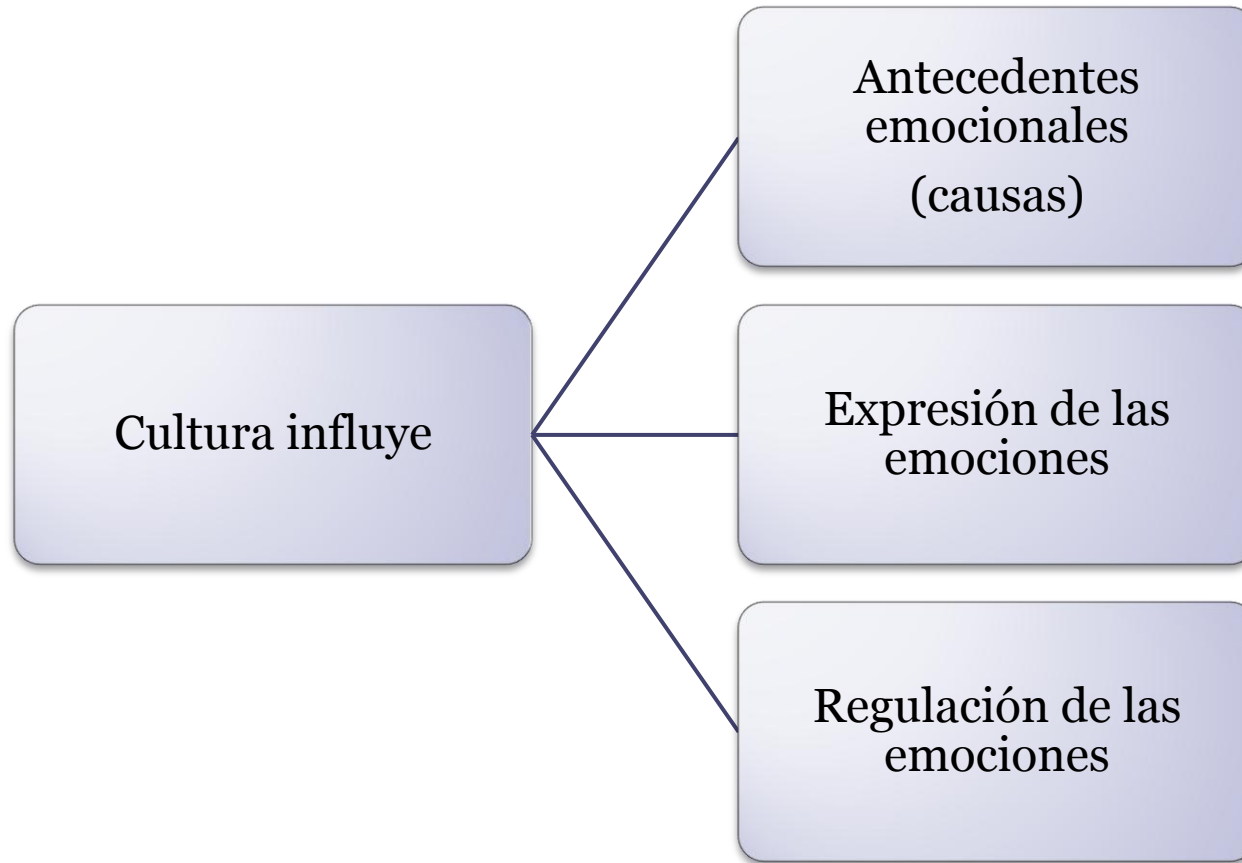 Antecedentes
emocionales
(causas)
Cultura influye
Expresión de las
emociones
Regulación de las
emociones